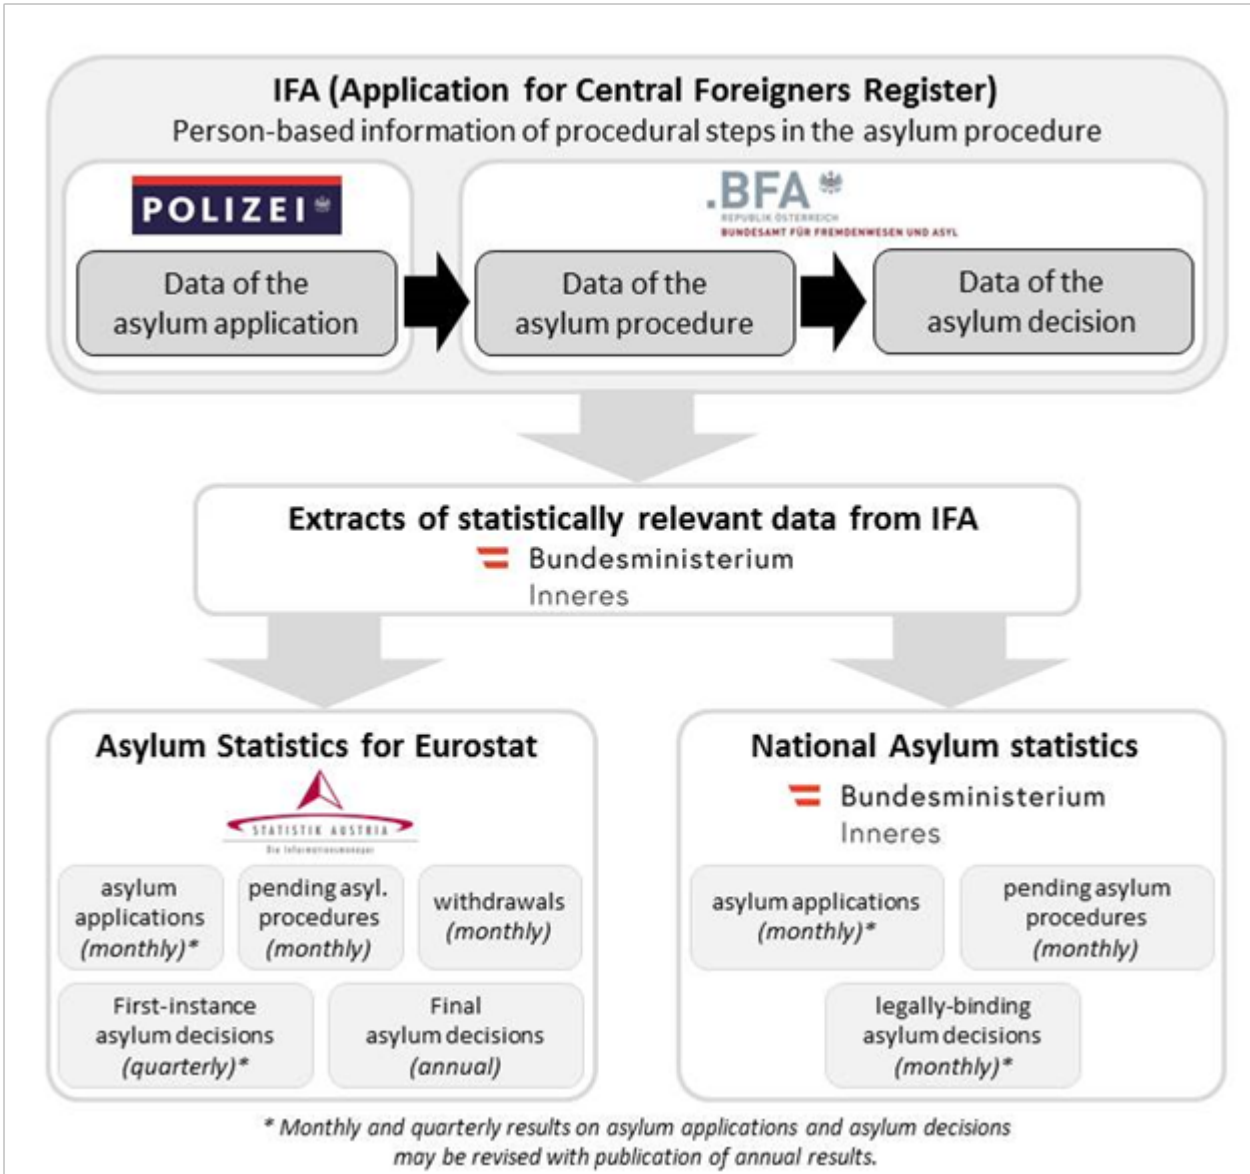 IFA (Application for Central Foreigners Register)
Person-based information of procedural steps in the asylum procedure
POLIZEI
.BFA
REPUBLIK ÖSTERREICH
BUNDESAMT FÜR FREMDENWESEN UND ASYL
Data of the
asylum application
Data of the
asylum procedure
Data of the
asylum decision
Extracts of statistically relevant data from IFA
Bundesministerium
Inneres
Asylum Statistics for Eurostat
STATISTIK AUSTRIA
Die Informationsmanager
asylum
applications
(monthly)*
pending asyl.
procedures
(monthly)
withdrawals
(monthly)
First-instance
asylum decisions
(quarterly)*
Final
asylum decisions
(annual)
National Asylum statistics
Bundesministerium
Inneres
asylum applications
(monthly)*
pending asylum
procedures
(monthly)
legally-binding
asylum decisions
(monthly)*
* Monthly and quarterly results on asylum applications and asylum decisions
may be revised with publication of annual results.